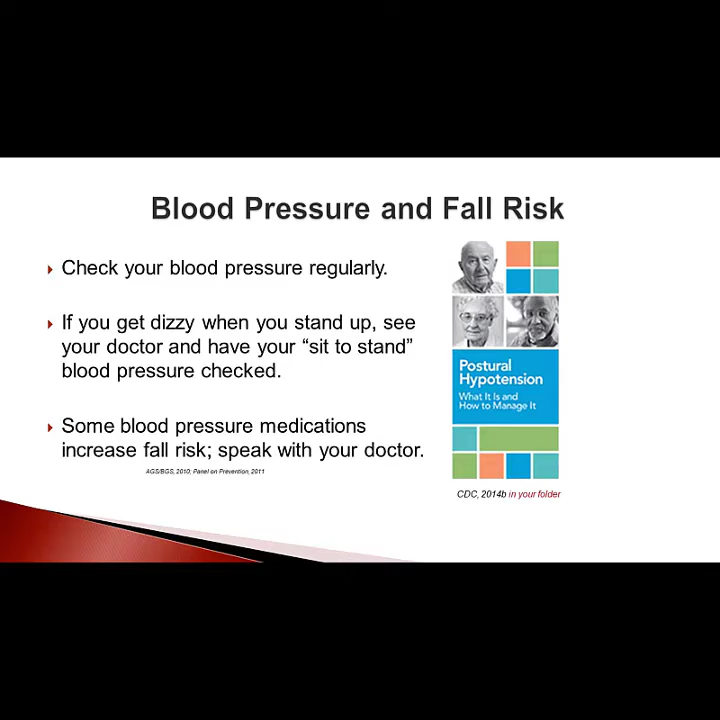 Blood Pressure and Fall Risk
Check your blood pressure regularly.
If you get dizzy when you stand up, see
your doctor and have your “sit to stand”
blood pressure checked.
Some blood pressure medications
increase fall risk; speak with your doctor.
AGS/BGS, 2010; Panel on Prevention, 2011
Postural
Hypotension
What It Is and
How to Manage It
CDC, 2014b in your folder